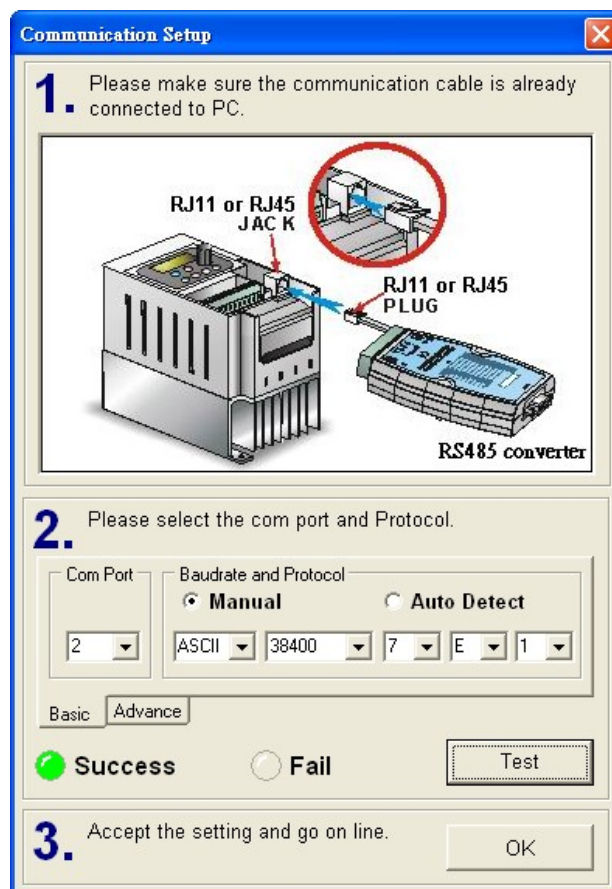 Communication Setup
1. Please make sure the communication cable is already
connected to PC.
RJ11 or RJ45
JACK
RJ11 or RJ45
PLUG
RS485 converter
2. Please select the com port and Protocol.
Com Port
Baudrate and Protocol
Manual
Auto Detect
2
ASCII
38400
7
E
1
Basic
Advance
Success
Fail
Test
3. Accept the setting and go on line.
OK